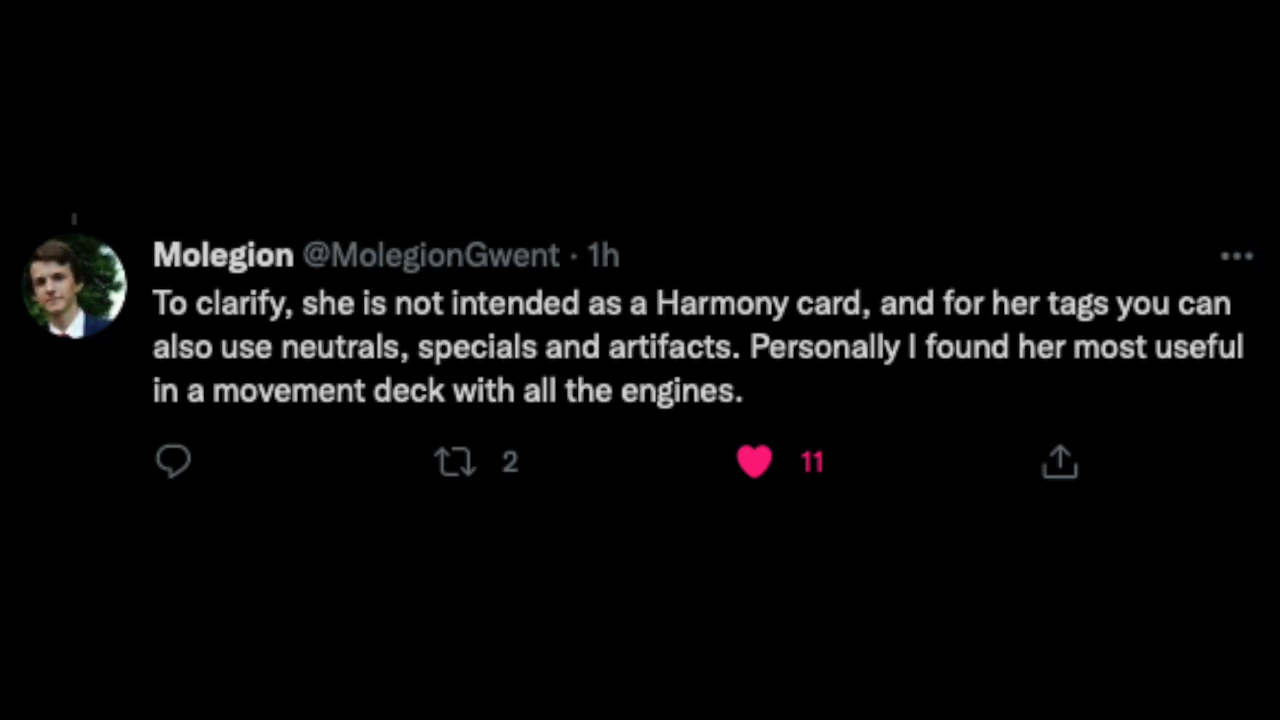 Molegion @MolegionGwent · 1h
To clarify, she is not intended as a Harmony card, and for her tags you can
also use neutrals, specials and artifacts. Personally I found her most useful
in a movement deck with all the engines.
2 11